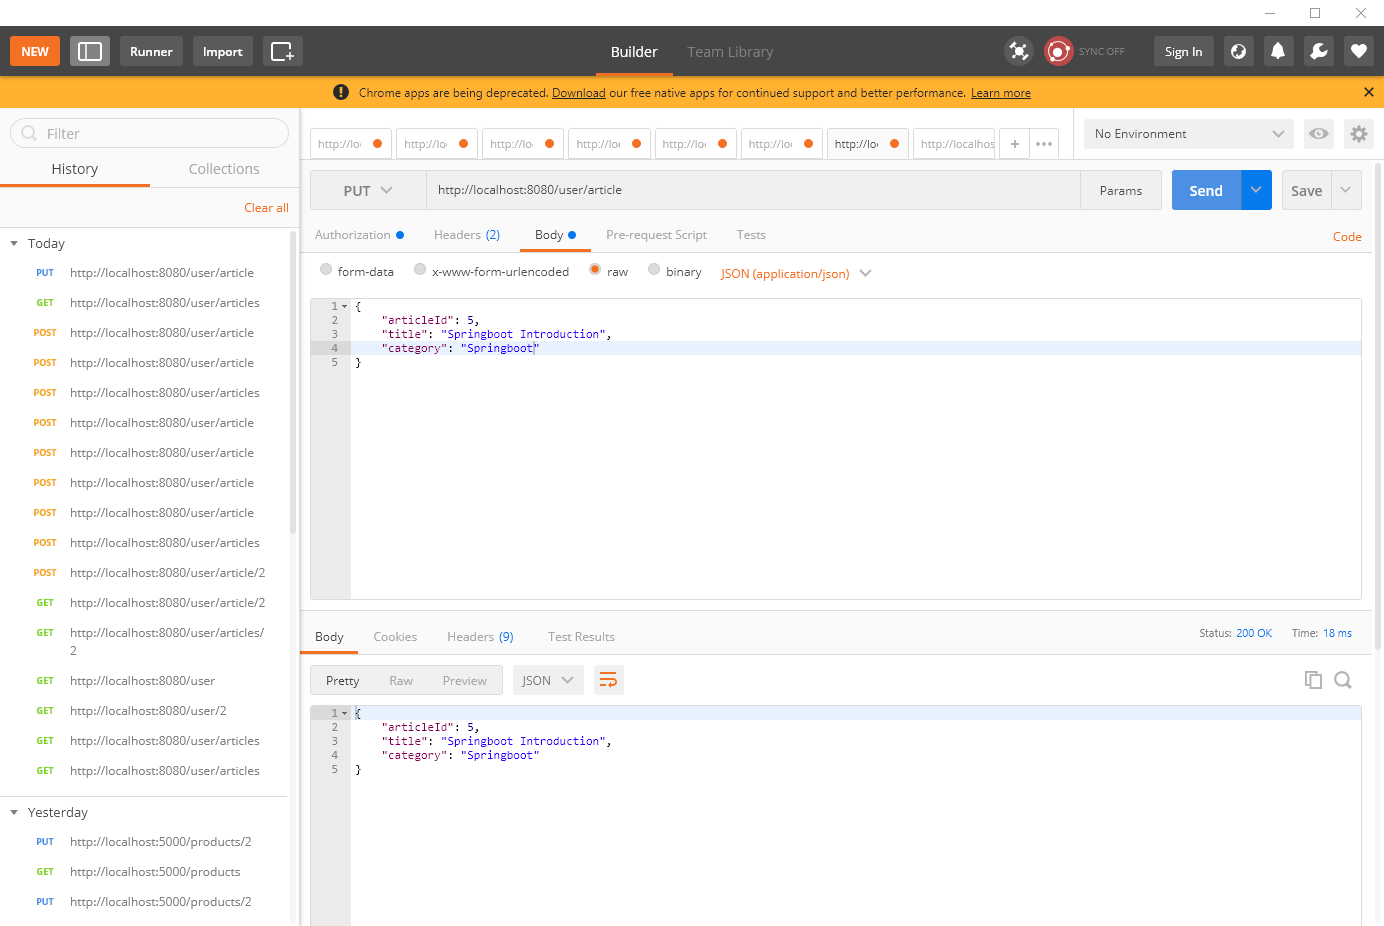 NEW Runner Import Builder Team Library SYNC OFF Sign In
Chrome apps are being deprecated. Download our free native apps for continued support and better performance. Learn more
Filter
History Collections
Clear all
Today
PUT http://localhost:8080/user/article
GET http://localhost:8080/user/articles
POST http://localhost:8080/user/article
POST http://localhost:8080/user/article
POST http://localhost:8080/user/articles
POST http://localhost:8080/user/article
POST http://localhost:8080/user/article
POST http://localhost:8080/user/article
POST http://localhost:8080/user/article
POST http://localhost:8080/user/articles
POST http://localhost:8080/user/article/2
GET http://localhost:8080/user/article/2
GET http://localhost:8080/user/articles/
2
GET http://localhost:8080/user
GET http://localhost:8080/user/2
GET http://localhost:8080/user/articles
GET http://localhost:8080/user/articles
Yesterday
PUT http://localhost:5000/products/2
GET http://localhost:5000/products
PUT http://localhost:5000/products/2
http://lo http://lo http://lo http://lo http://lo http://lo http://lo http://localhos + ••• No Environment
PUT http://localhost:8080/user/article Params Send Save
Authorization Headers (2) Body Pre-request Script Tests Code
form-data x-www-form-urlencoded raw binary JSON (application/json)
1 {
2 "articleId": 5,
3 "title": "Springboot Introduction",
4 "category": "Springboot"
5 }
Body Cookies Headers (9) Test Results Status: 200 OK Time: 18 ms
Pretty Raw Preview JSON
1 {
2 "articleId": 5,
3 "title": "Springboot Introduction",
4 "category": "Springboot"
5 }